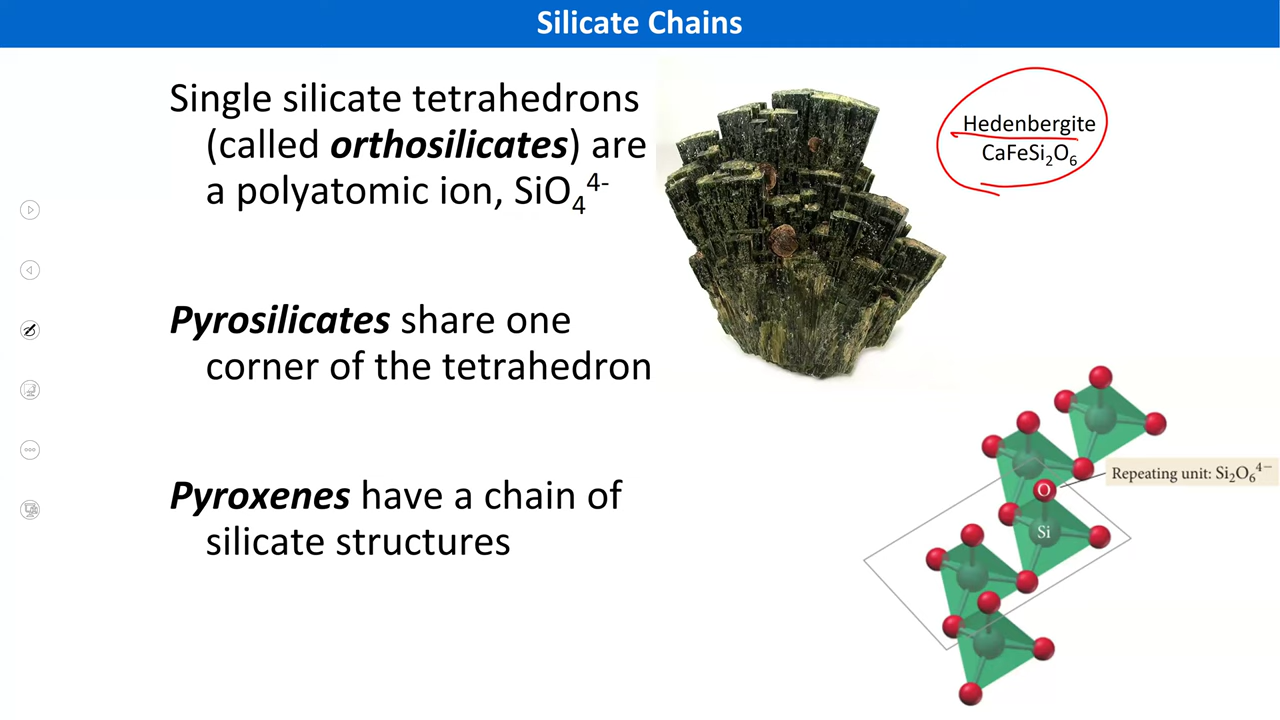 Silicate Chains
Single silicate tetrahedrons
(called orthosilicates) are
a polyatomic ion, SiO₄⁴⁻
Pyrosilicates share one
corner of the tetrahedron
Pyroxenes have a chain of
silicate structures
Hedenbergite
CaFeSi₂O₆
Repeating unit: Si₂O₆⁴⁻
O
Si